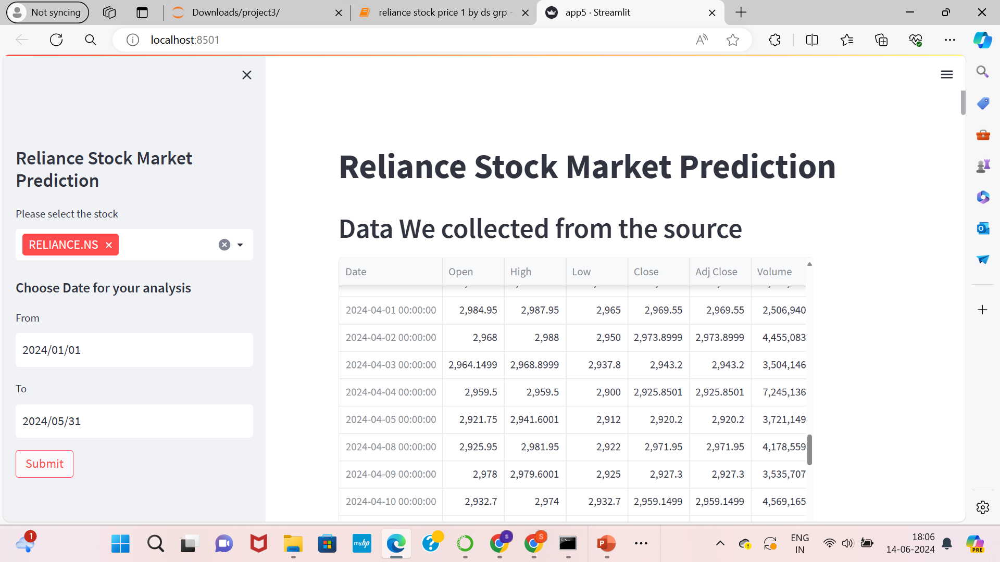 Not syncing
Downloads/project3/
reliance stock price 1 by ds grp -
app5 · Streamlit
localhost:8501
Reliance Stock Market
Prediction
Please select the stock
RELIANCE.NS
Choose Date for your analysis
From
2024/01/01
To
2024/05/31
Submit
Reliance Stock Market Prediction
Data We collected from the source
Date Open High Low Close Adj Close Volume
2024-04-01 00:00:00 2,984.95 2,987.95 2,965 2,969.55 2,969.55 2,506,940
2024-04-02 00:00:00 2,968 2,988 2,950 2,973.8999 2,973.8999 4,455,083
2024-04-03 00:00:00 2,964.1499 2,968.8999 2,937.8 2,943.2 2,943.2 3,504,146
2024-04-04 00:00:00 2,959.5 2,959.5 2,900 2,925.8501 2,925.8501 7,245,136
2024-04-05 00:00:00 2,921.75 2,941.6001 2,912 2,920.2 2,920.2 3,721,149
2024-04-08 00:00:00 2,925.95 2,981.95 2,922 2,971.95 2,971.95 4,178,559
2024-04-09 00:00:00 2,978 2,979.6001 2,925 2,927.3 2,927.3 3,535,707
2024-04-10 00:00:00 2,932.7 2,974 2,932.7 2,959.1499 2,959.1499 4,569,165
1
myhp
S
S
P
ENG
IN
18:06
14-06-2024
PRE